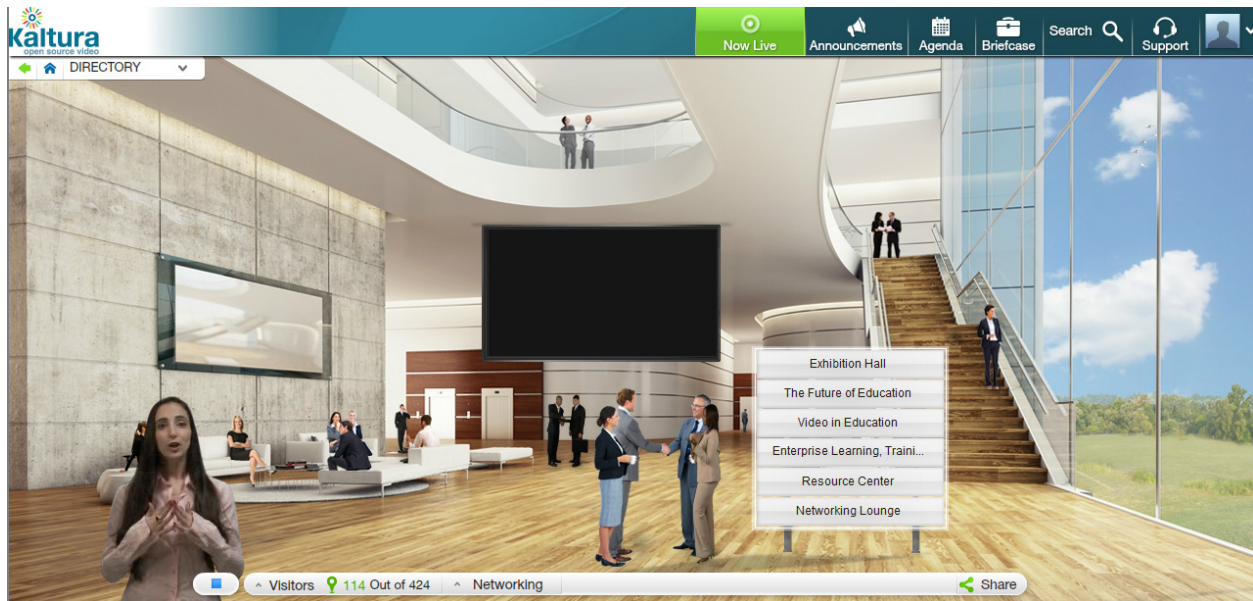 Kaltura
open source video
Now Live
Announcements
Agenda
Briefcase
Search
Support
DIRECTORY
Exhibition Hall
The Future of Education
Video in Education
Enterprise Learning, Traini...
Resource Center
Networking Lounge
Visitors 114 Out of 424
Networking
Share